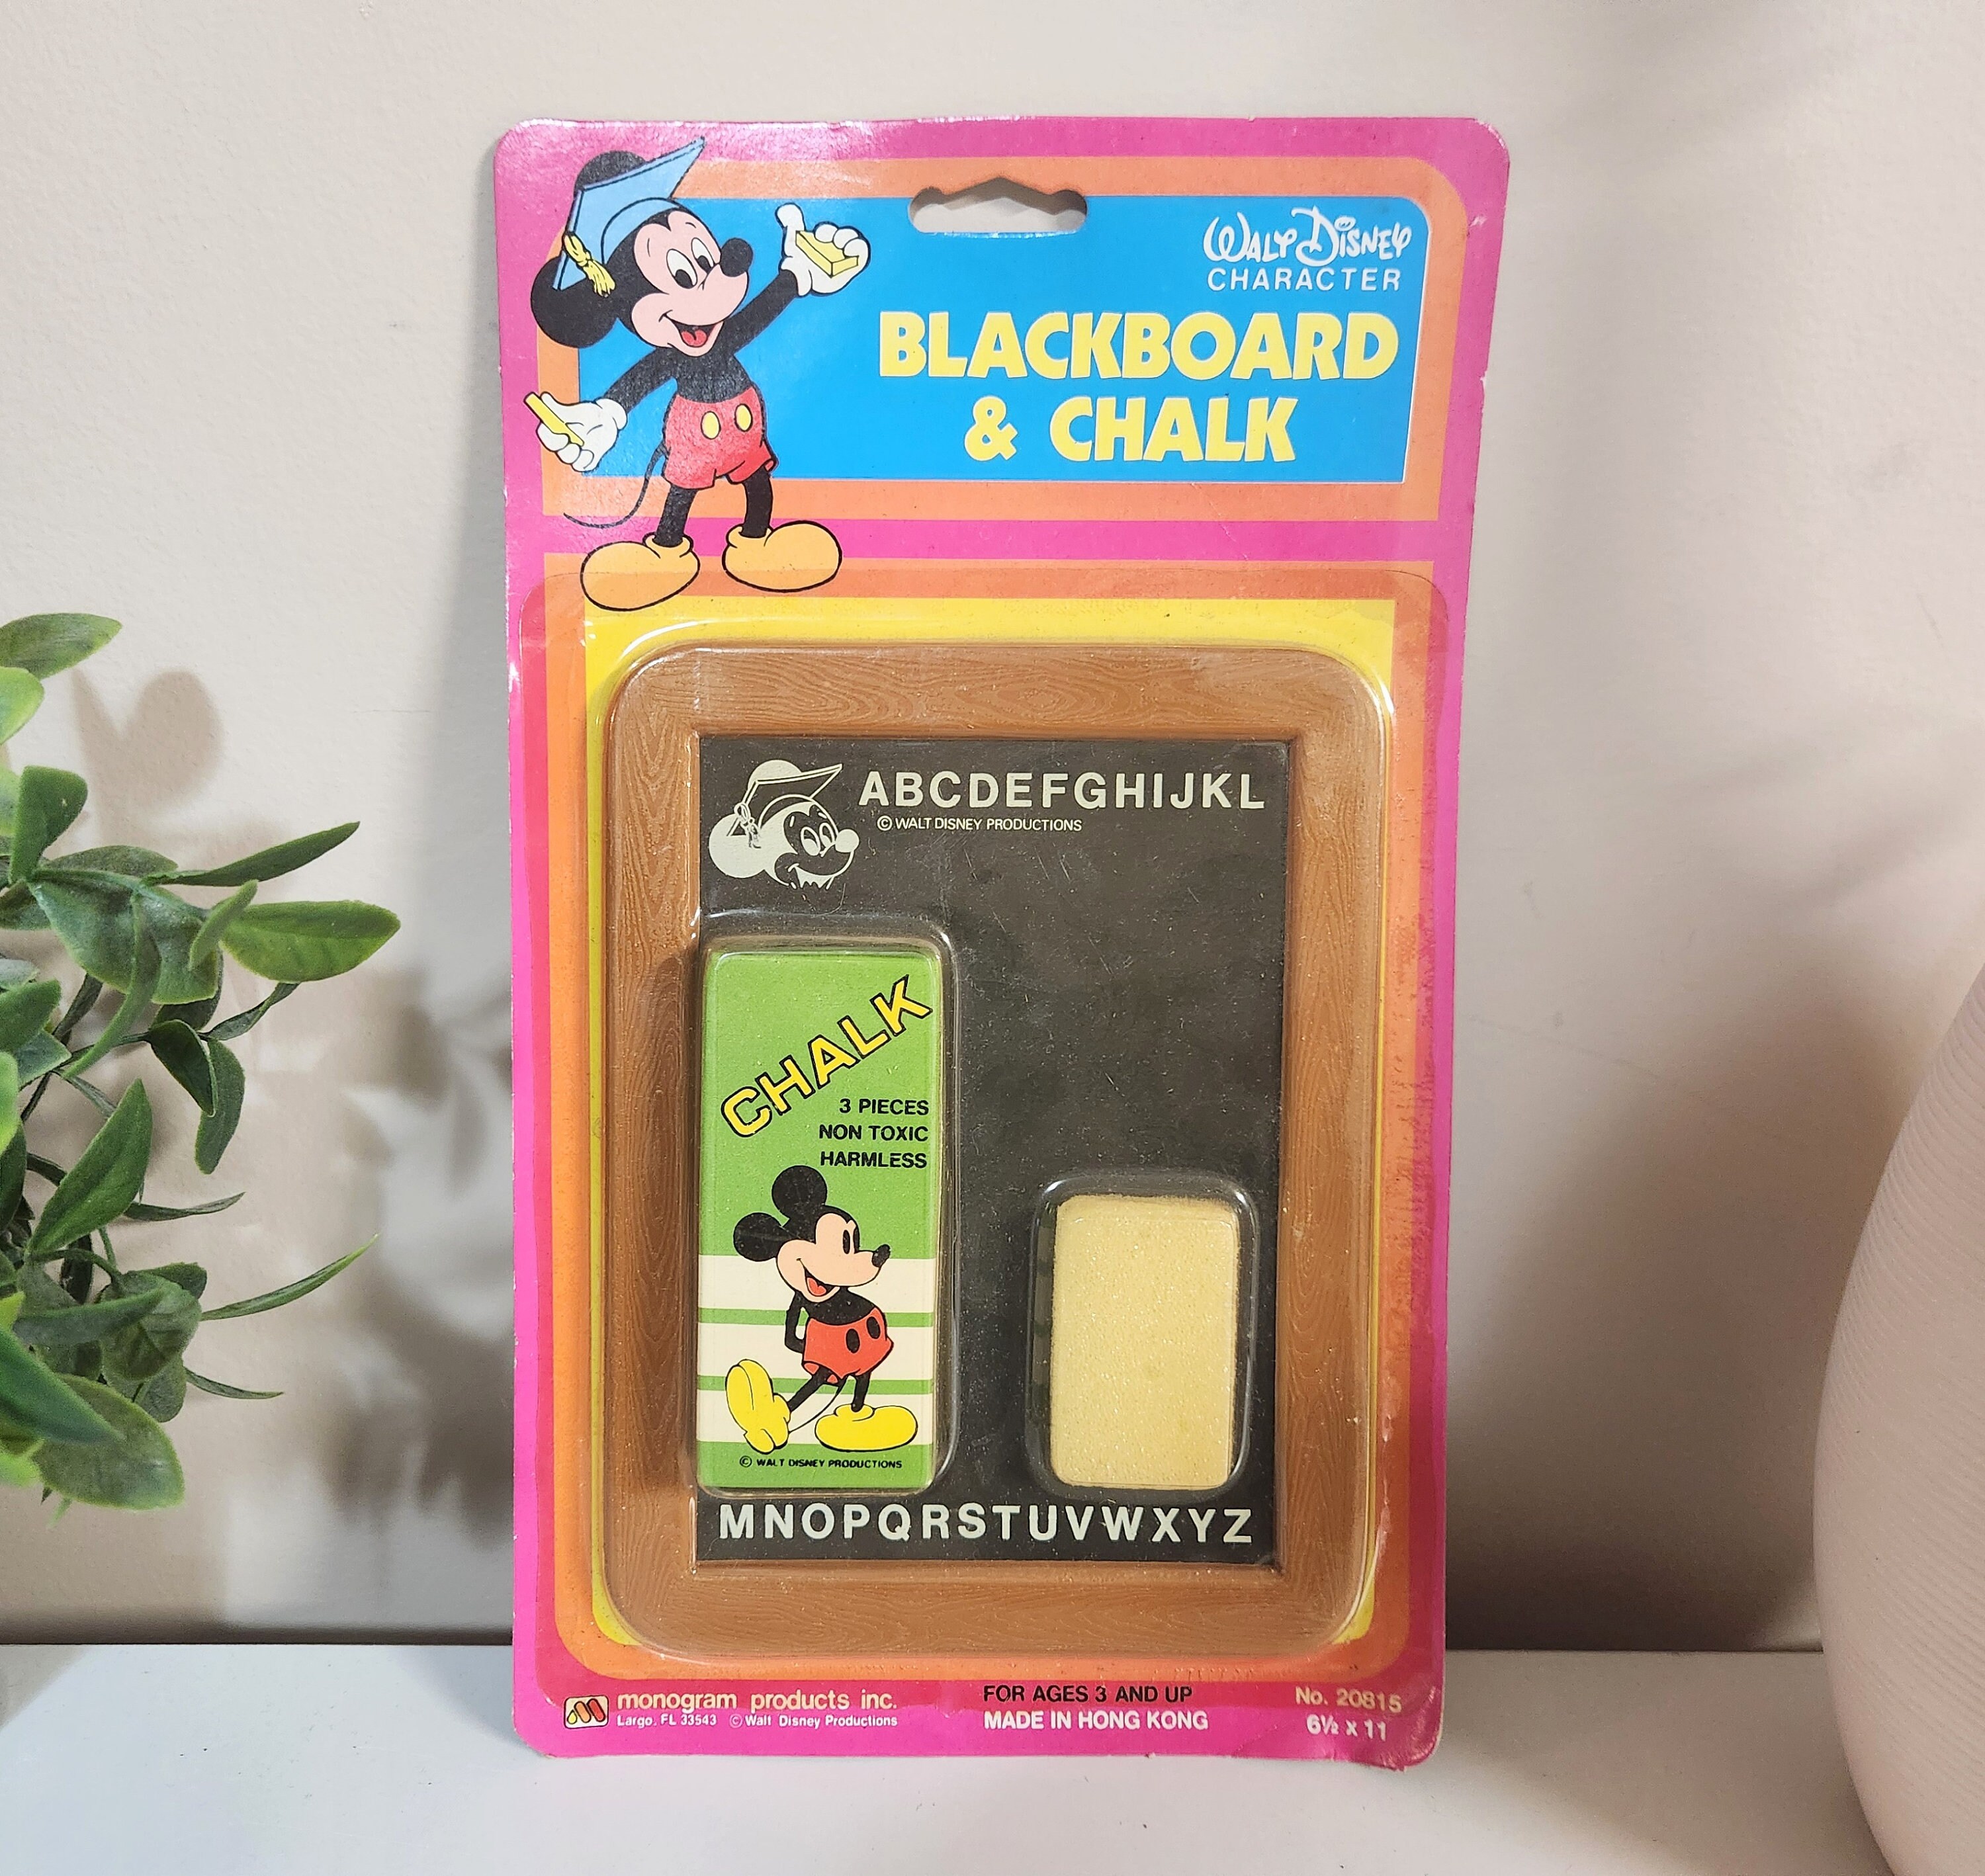 WALT DISNEY
CHARACTER
BLACKBOARD
& CHALK
ABCDEFGHIJKL
© WALT DISNEY PRODUCTIONS
CHALK
3 PIECES
NON TOXIC
HARMLESS
© WALT DISNEY PRODUCTIONS
MNOPQRSTUVWXYZ
monogram products inc.
Largo, FL 33543 © Walt Disney Productions
FOR AGES 3 AND UP
MADE IN HONG KONG
No. 20815
6½ x 11